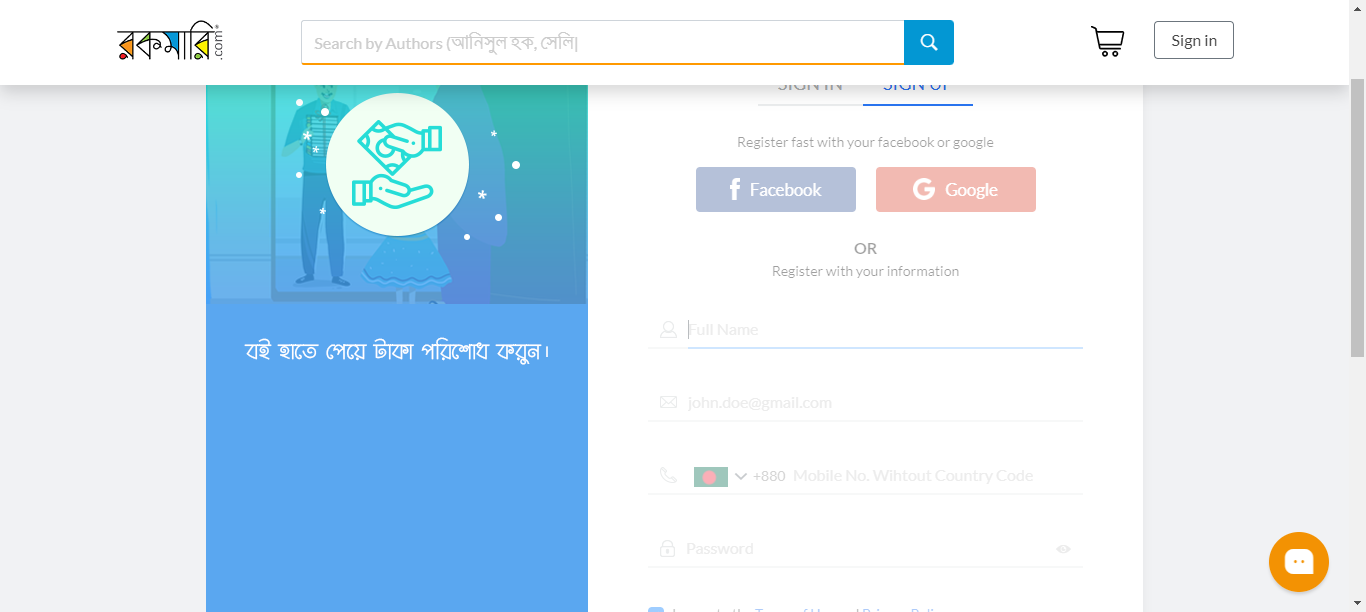 রকমারি.com
Search by Authors (আনিসুল হক, সেলি|
Sign in
SIGN IN
SIGN UP
Register fast with your facebook or google
Facebook
Google
OR
Register with your information
Full Name
john.doe@gmail.com
+880 Mobile No. Wihtout Country Code
Password
বই হাতে পেয়ে টাকা পরিশোধ করুন।